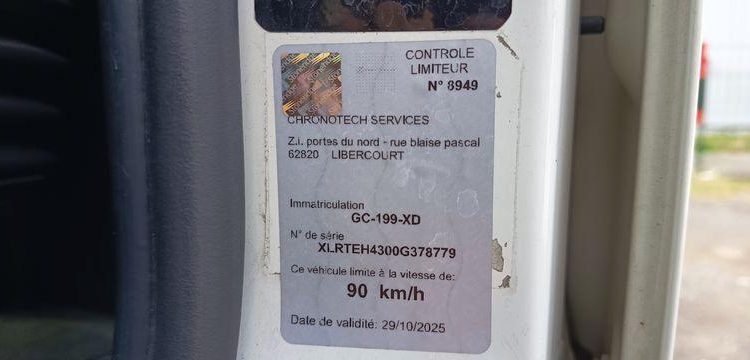 CONTROLE
LIMITEUR
N° 8949
CHRONOTECH SERVICES
Z.i. portes du nord - rue blaise pascal
62820 LIBERCOURT
Immatriculation
GC-199-XD
N° de série
XLRTEH4300G378779
Ce véhicule limite à la vitesse de:
90 km/h
Date de validité: 29/10/2025